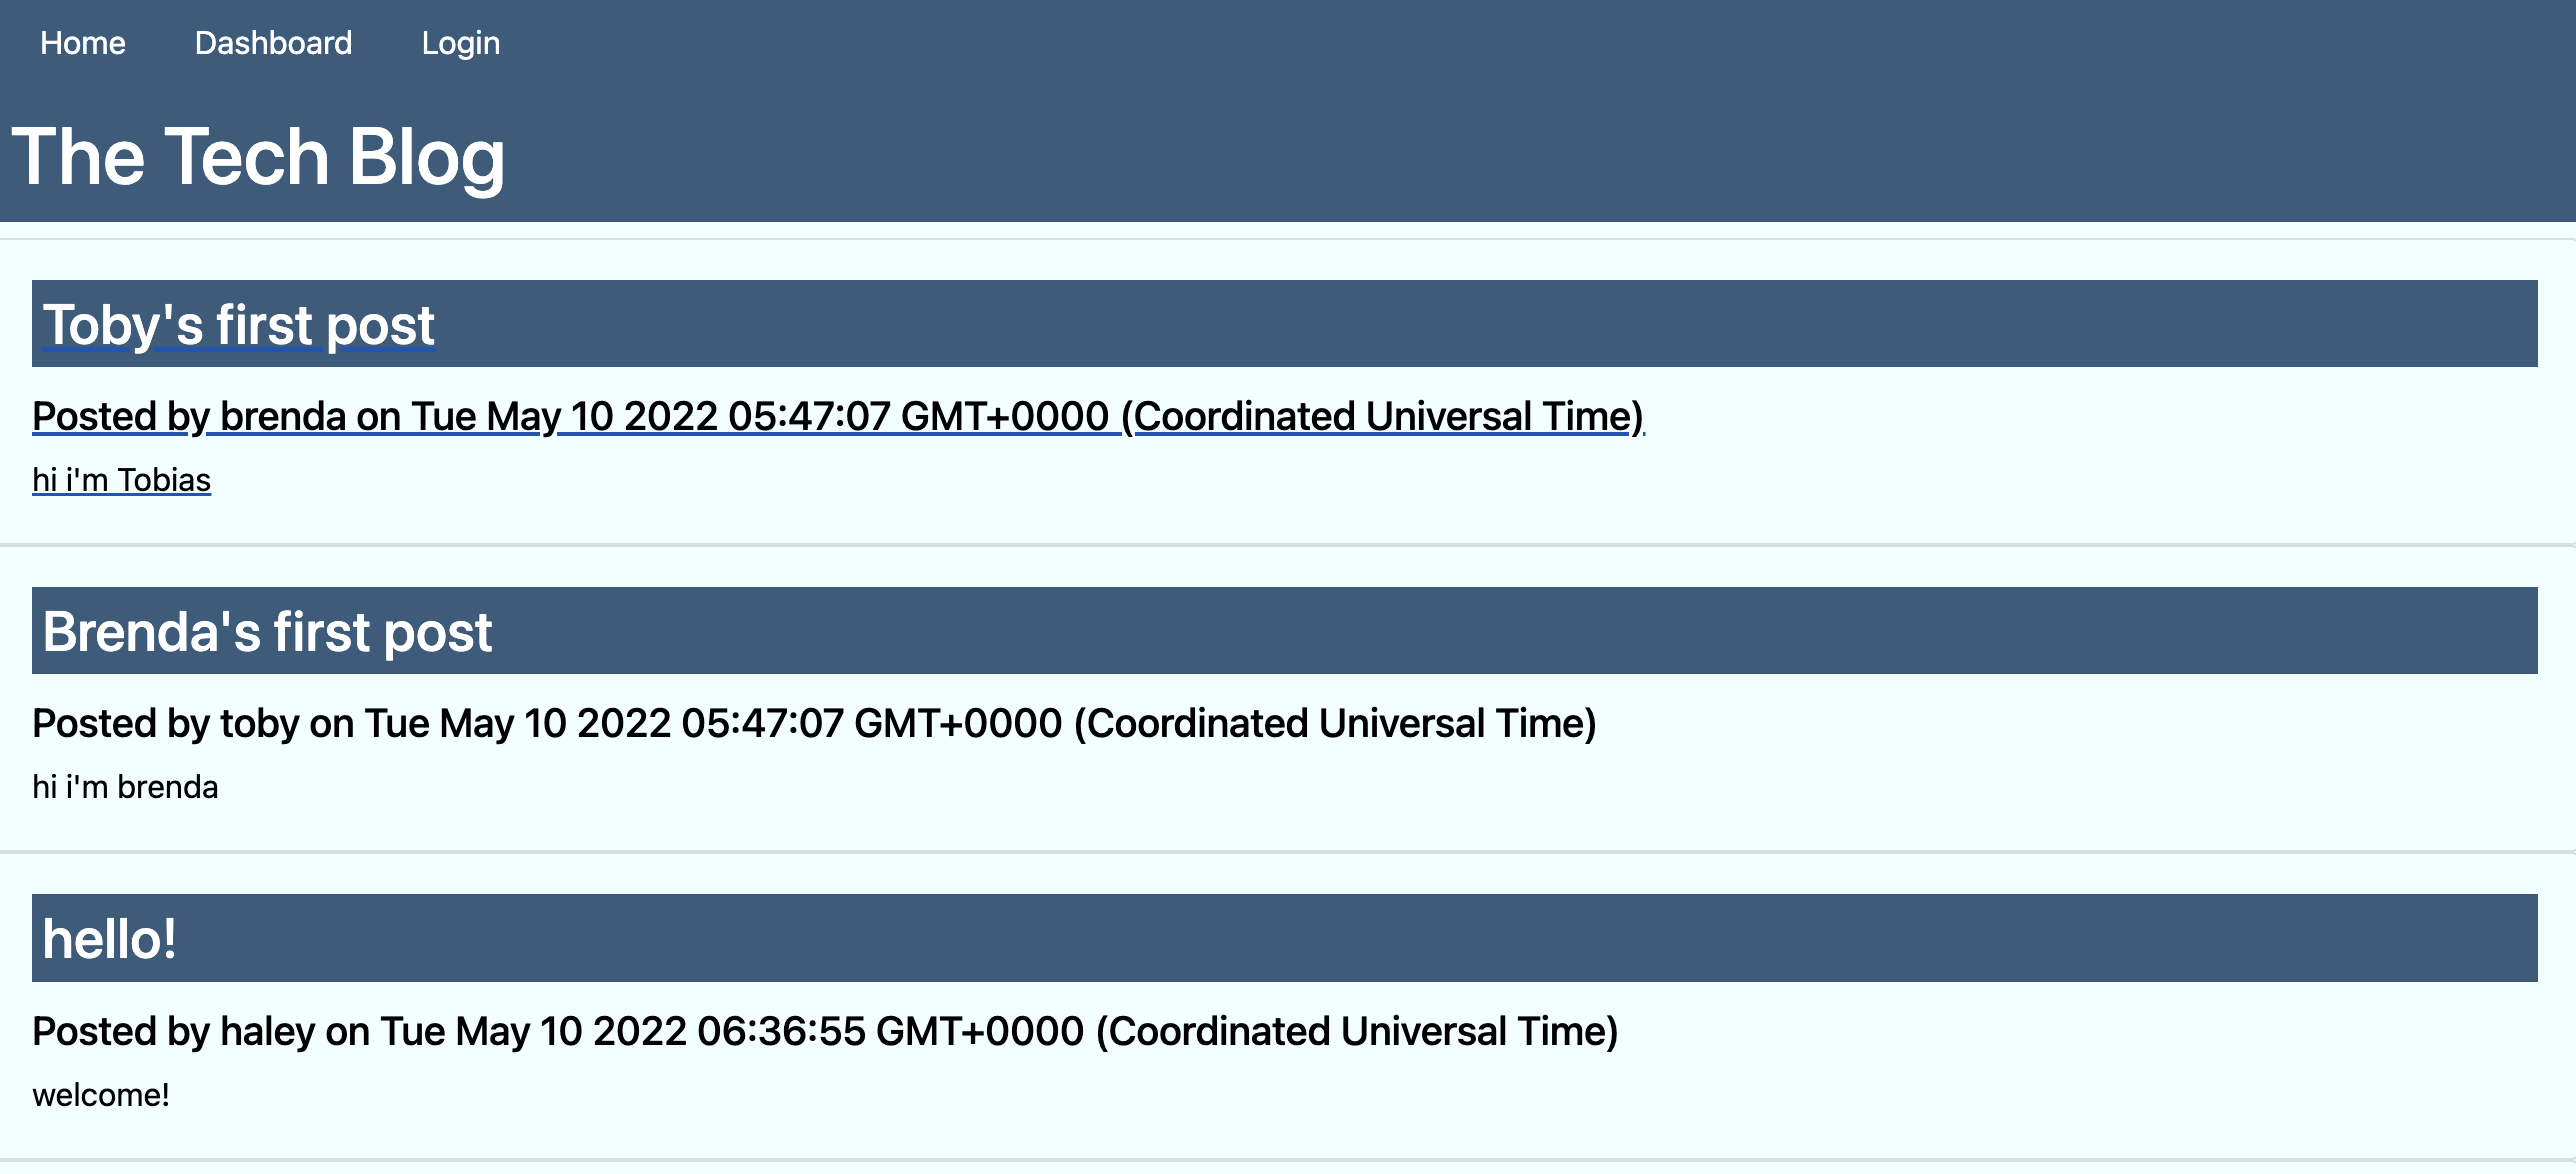 Home Dashboard Login
The Tech Blog
Toby's first post
Posted by brenda on Tue May 10 2022 05:47:07 GMT+0000 (Coordinated Universal Time)
hi i'm Tobias
Brenda's first post
Posted by toby on Tue May 10 2022 05:47:07 GMT+0000 (Coordinated Universal Time)
hi i'm brenda
hello!
Posted by haley on Tue May 10 2022 06:36:55 GMT+0000 (Coordinated Universal Time)
welcome!